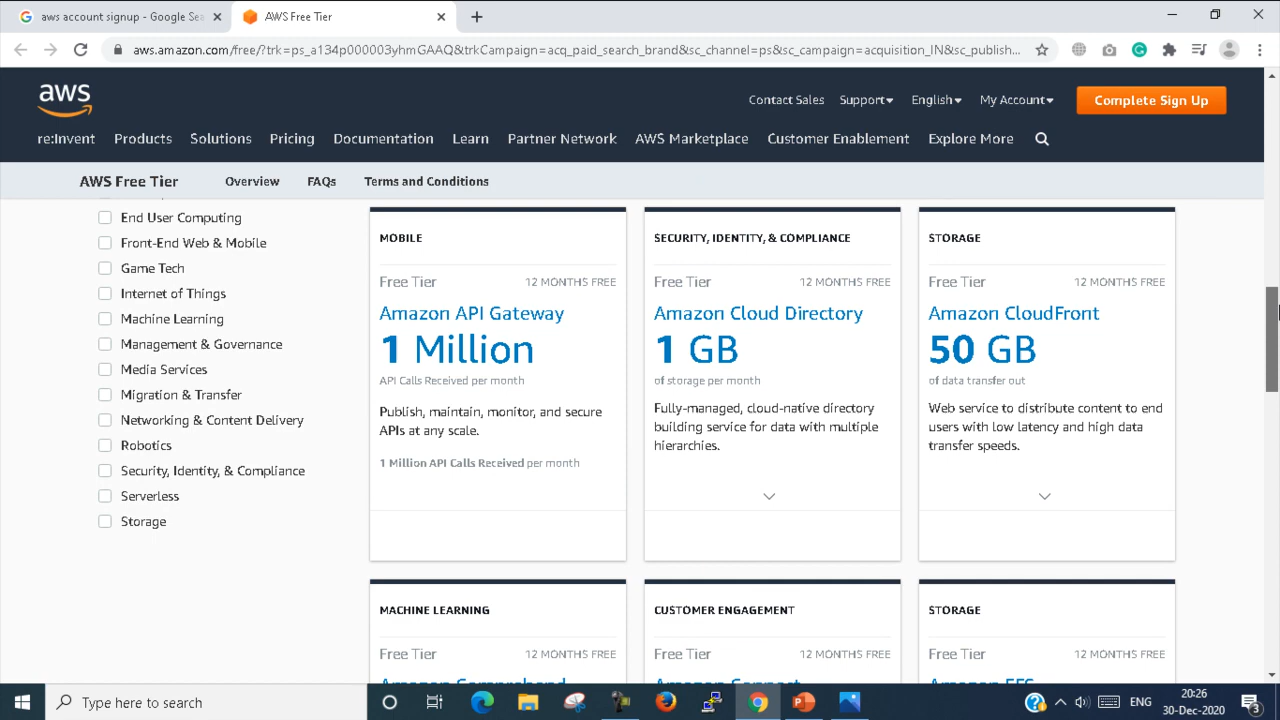 aws account signup - Google Sea
AWS Free Tier
aws.amazon.com/free/?trk=ps_a134p000003yhmGAAQ&trkCampaign=acq_paid_search_brand&sc_channel=ps&sc_campaign=acquisition_IN&sc_publish...
aws
Contact Sales Support English My Account Complete Sign Up
re:Invent Products Solutions Pricing Documentation Learn Partner Network AWS Marketplace Customer Enablement Explore More
AWS Free Tier Overview FAQs Terms and Conditions
End User Computing
Front-End Web & Mobile
Game Tech
Internet of Things
Machine Learning
Management & Governance
Media Services
Migration & Transfer
Networking & Content Delivery
Robotics
Security, Identity, & Compliance
Serverless
Storage
MOBILE
Free Tier 12 MONTHS FREE
Amazon API Gateway
1 Million
API Calls Received per month
Publish, maintain, monitor, and secure
APIs at any scale.
1 Million API Calls Received per month
SECURITY, IDENTITY, & COMPLIANCE
Free Tier 12 MONTHS FREE
Amazon Cloud Directory
1 GB
of storage per month
Fully-managed, cloud-native directory
building service for data with multiple
hierarchies.
STORAGE
Free Tier 12 MONTHS FREE
Amazon CloudFront
50 GB
of data transfer out
Web service to distribute content to end
users with low latency and high data
transfer speeds.
MACHINE LEARNING
Free Tier 12 MONTHS FREE
Amazon Comprehend
CUSTOMER ENGAGEMENT
Free Tier 12 MONTHS FREE
Amazon Connect
STORAGE
Free Tier 12 MONTHS FREE
Amazon EFS
Type here to search
ENG
20:26
30-Dec-2020
3